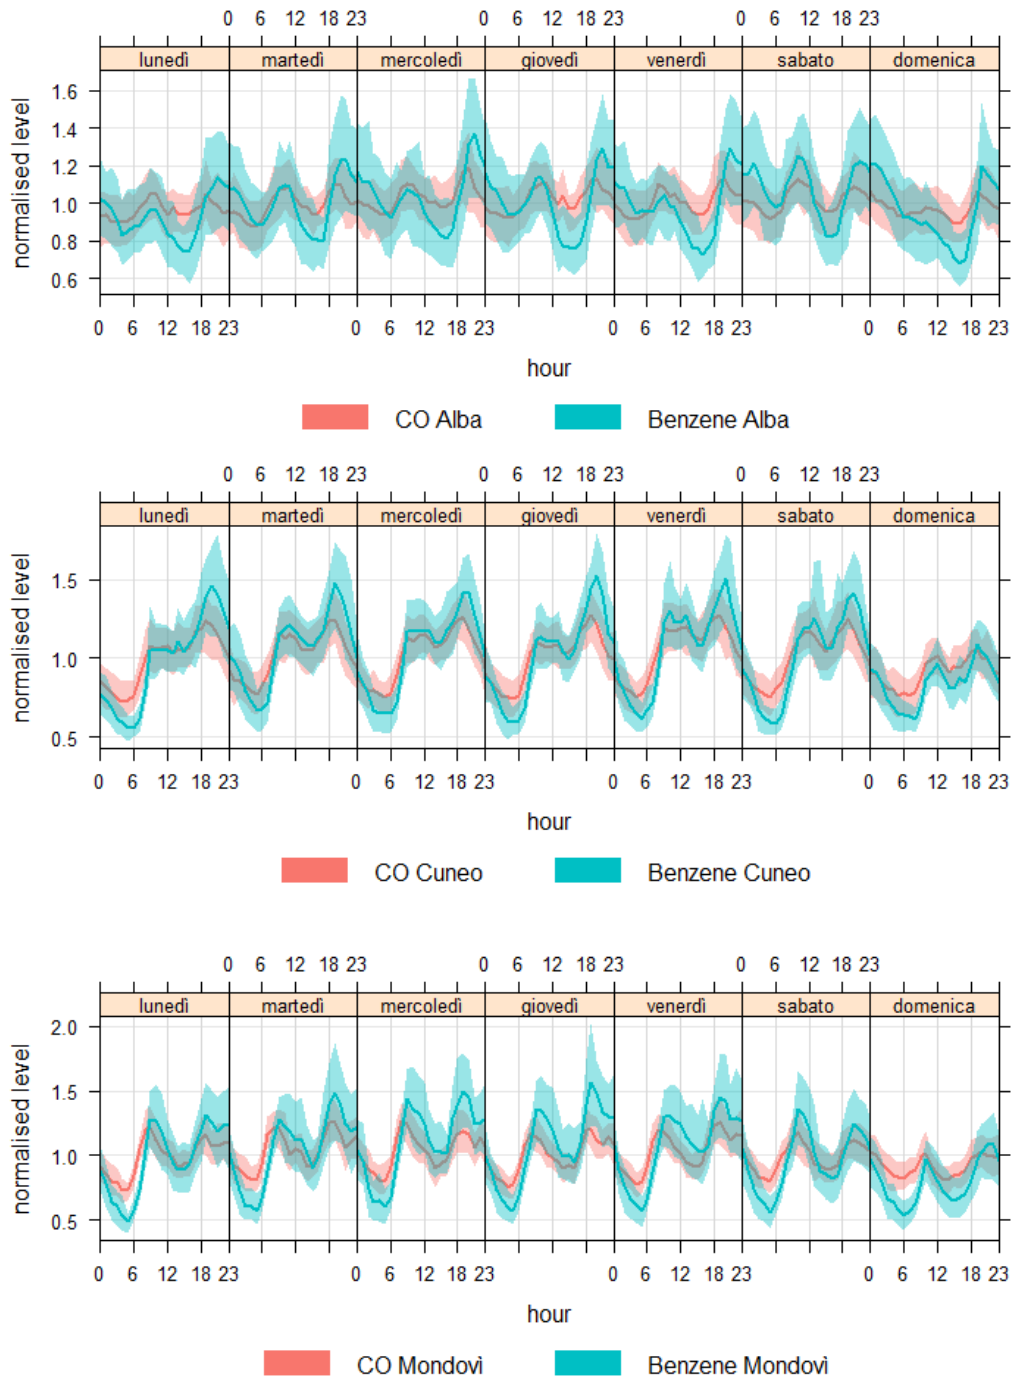 0 6 12 18 23 0 6 12 18 23 0 6 12 18 23
lunedì martedì mercoledì giovedì venerdì sabato domenica
normalised level
1.6
1.4
1.2
1.0
0.8
0.6
0 6 12 18 23 0 6 12 18 23 0 6 12 18 23 0 6 12 18 23
hour
CO Alba Benzene Alba
0 6 12 18 23 0 6 12 18 23 0 6 12 18 23
lunedì martedì mercoledì giovedì venerdì sabato domenica
normalised level
1.5
1.0
0.5
0 6 12 18 23 0 6 12 18 23 0 6 12 18 23 0 6 12 18 23
hour
CO Cuneo Benzene Cuneo
0 6 12 18 23 0 6 12 18 23 0 6 12 18 23
lunedì martedì mercoledì giovedì venerdì sabato domenica
normalised level
2.0
1.5
1.0
0.5
0 6 12 18 23 0 6 12 18 23 0 6 12 18 23 0 6 12 18 23
hour
CO Mondovì Benzene Mondovì